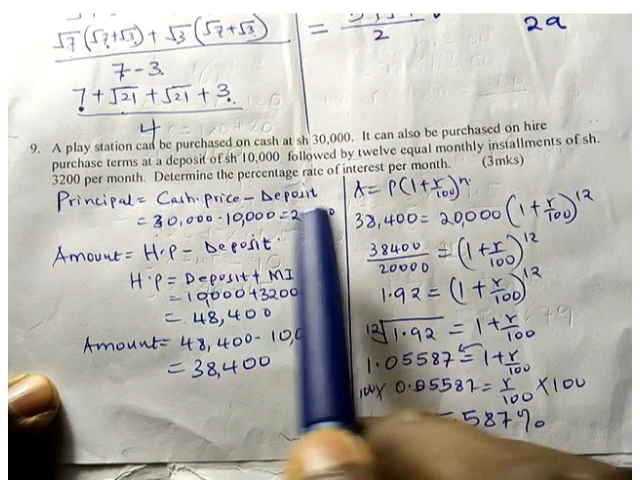 √7(√7+√3) + √3(√7+√3)
7 - 3
=
2
2a
7 + √21 + √21 + 3
4
9. A play station can be purchased on cash at sh 30,000. It can also be purchased on hire
purchase terms at a deposit of sh 10,000 followed by twelve equal monthly installments of sh.
3200 per month. Determine the percentage rate of interest per month. (3mks)
Principal = Cash price - Deposit
= 30,000 - 10,000 =
Amount = H.P - Deposit
H.P = Deposit + MI
= 10000 + 3200
= 48,400
Amount = 48,400 -
= 38,400
A = P(1 + r/100)^n
38,400 = 20,000 (1 + r/100)^12
38400/20000 = (1 + r/100)^12
1.92 = (1 + r/100)^12
12√1.92 = 1 + r/100
1.05587 = 1 + r/100
100 × 0.05587 = r/100 × 100
.587%